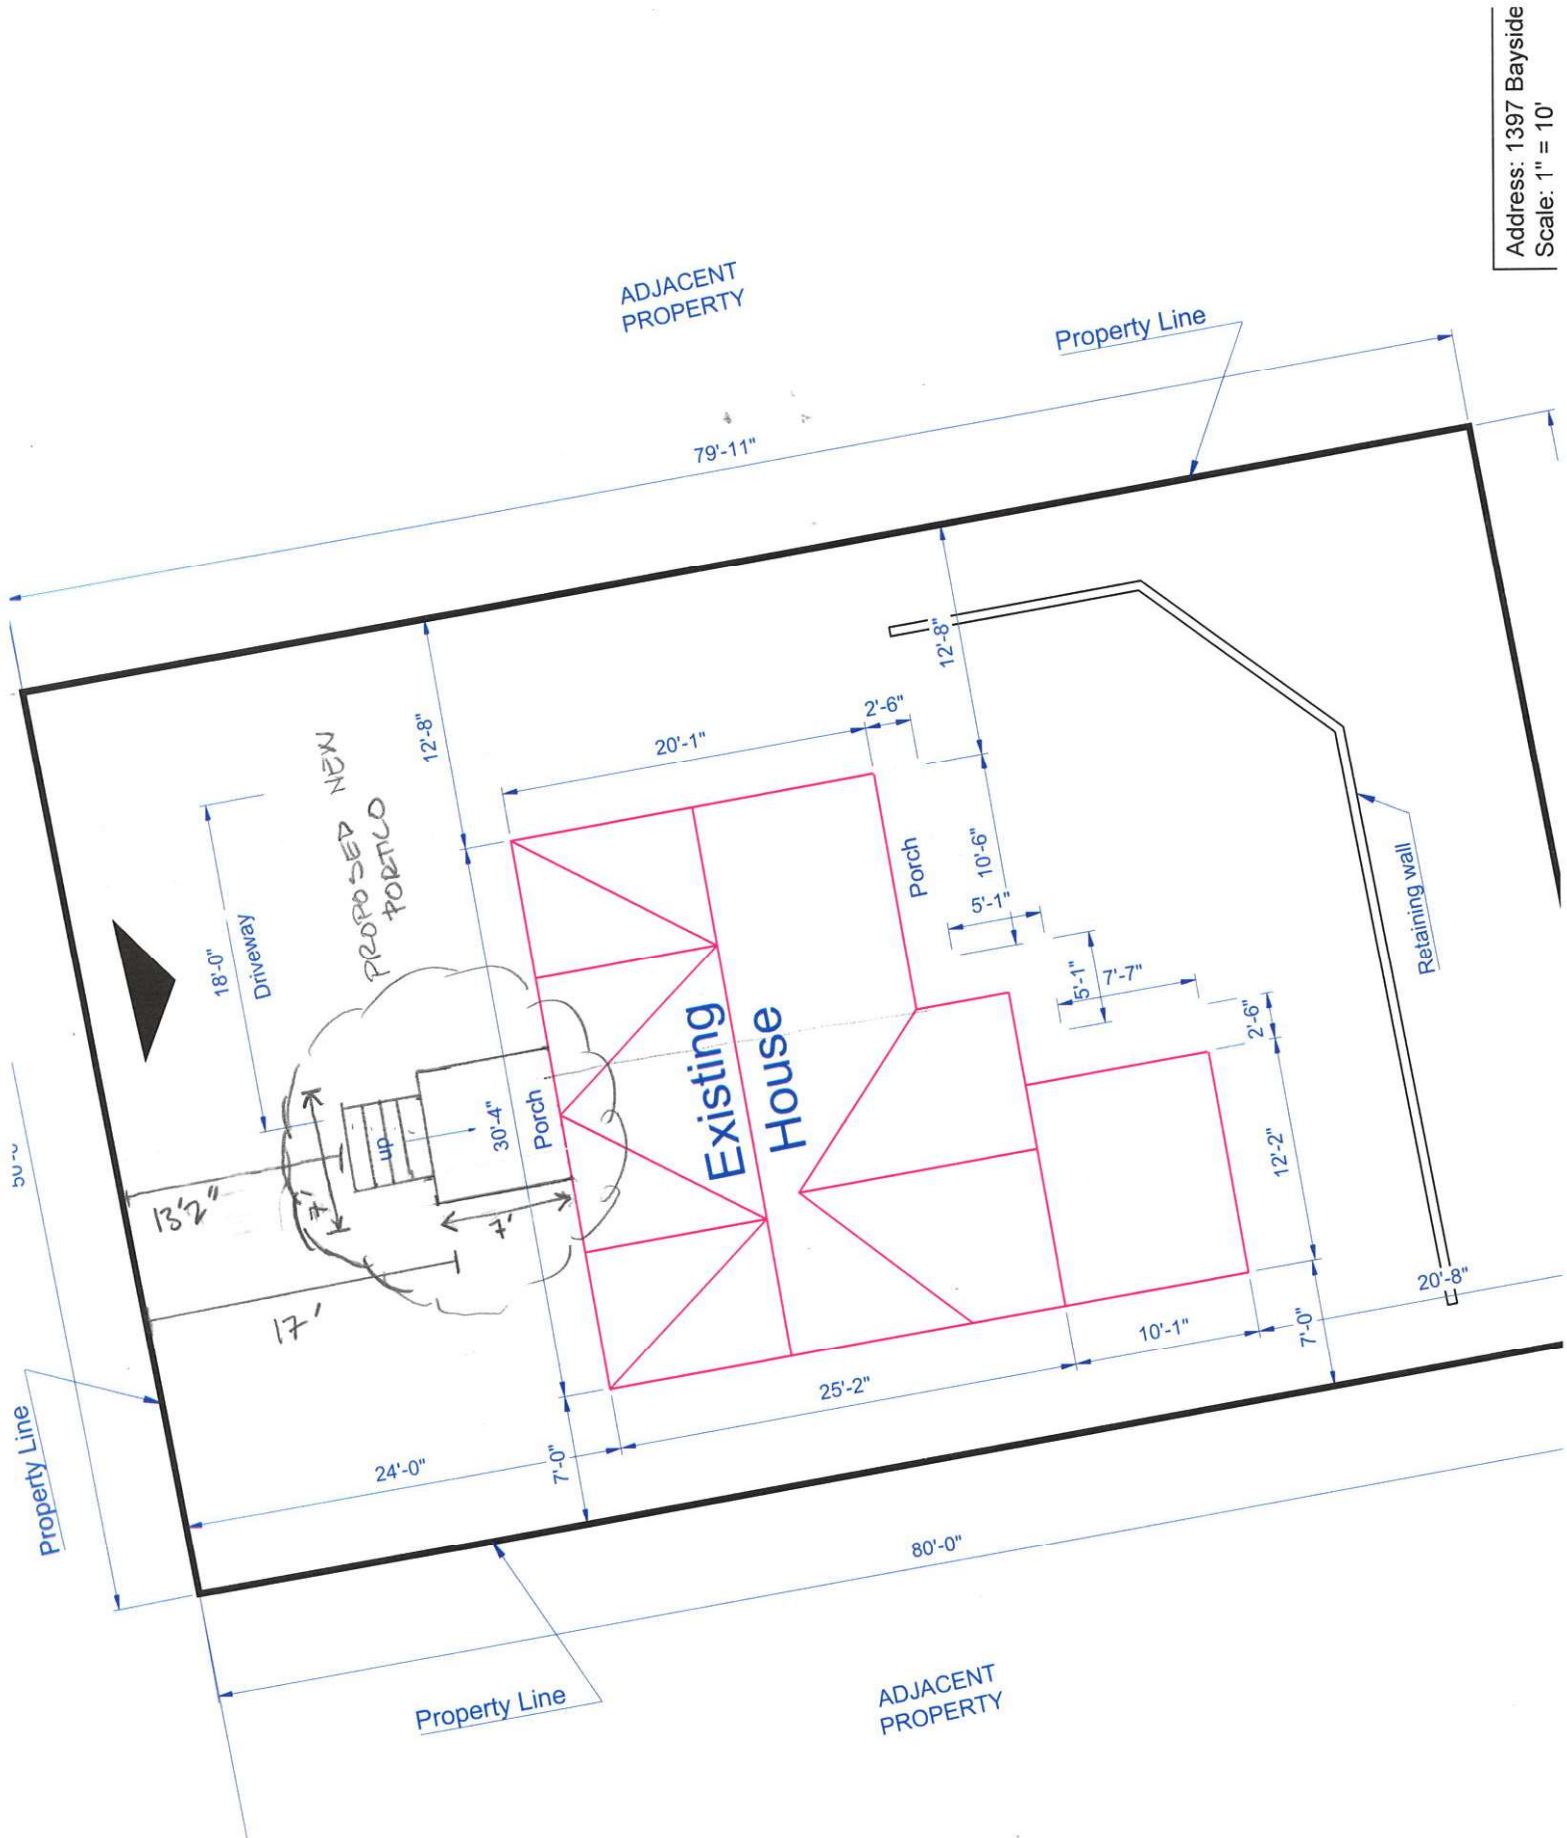 Address: 1397 Bayside
Scale: 1" = 10'
ADJACENT
PROPERTY
Property Line
79'-11"
PROPOSED NEW
PORTICO
12'-8"
18'-0"
Driveway
20'-1"
2'-6"
12'-8"
Porch
10'-6"
5'-1"
5'-1"
7'-7"
2'-6"
12'-2"
Retaining wall
Existing
House
30'-4"
Porch
up
7'
7'
13'2"
17'
20'-8"
7'-0"
10'-1"
25'-2"
24'-0"
7'-0"
Property Line
80'-0"
Property Line
ADJACENT
PROPERTY